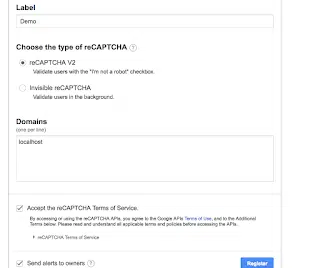 Label
Demo
Choose the type of reCAPTCHA ?
reCAPTCHA V2
Validate users with the "I'm not a robot" checkbox.
Invisible reCAPTCHA
Validate users in the background.
Domains
(one per line)
localhost
Accept the reCAPTCHA Terms of Service.
By accessing or using the reCAPTCHA APIs, you agree to the Google APIs Terms of Use, and to the Additional
Terms below. Please read and understand all applicable terms and policies before accessing the APIs.
reCAPTCHA Terms of Service
Send alerts to owners ?
Register